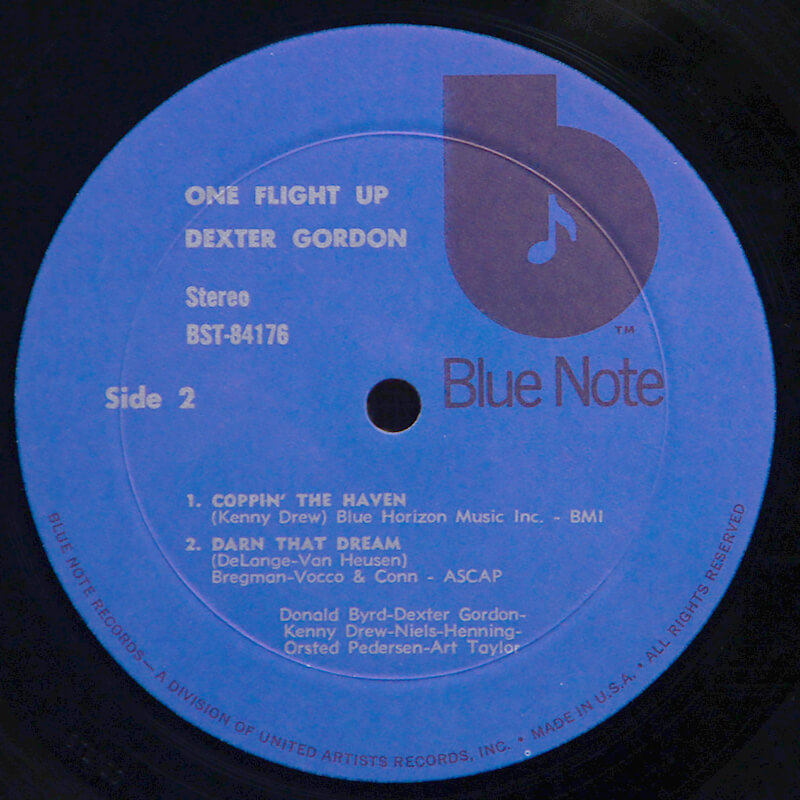 ONE FLIGHT UP
DEXTER GORDON
Stereo
BST-84176
TM
Blue Note
Side 2
1. COPPIN' THE HAVEN
(Kenny Drew) Blue Horizon Music Inc. - BMI
2. DARN THAT DREAM
(DeLange-Van Heusen)
Bregman-Vocco & Conn - ASCAP
Donald Byrd-Dexter Gordon-
Kenny Drew-Niels-Henning-
Orsted Pedersen-Art Taylor
BLUE NOTE RECORDS—A DIVISION OF UNITED ARTISTS RECORDS, INC. • MADE IN U.S.A. • ALL RIGHTS RESERVED